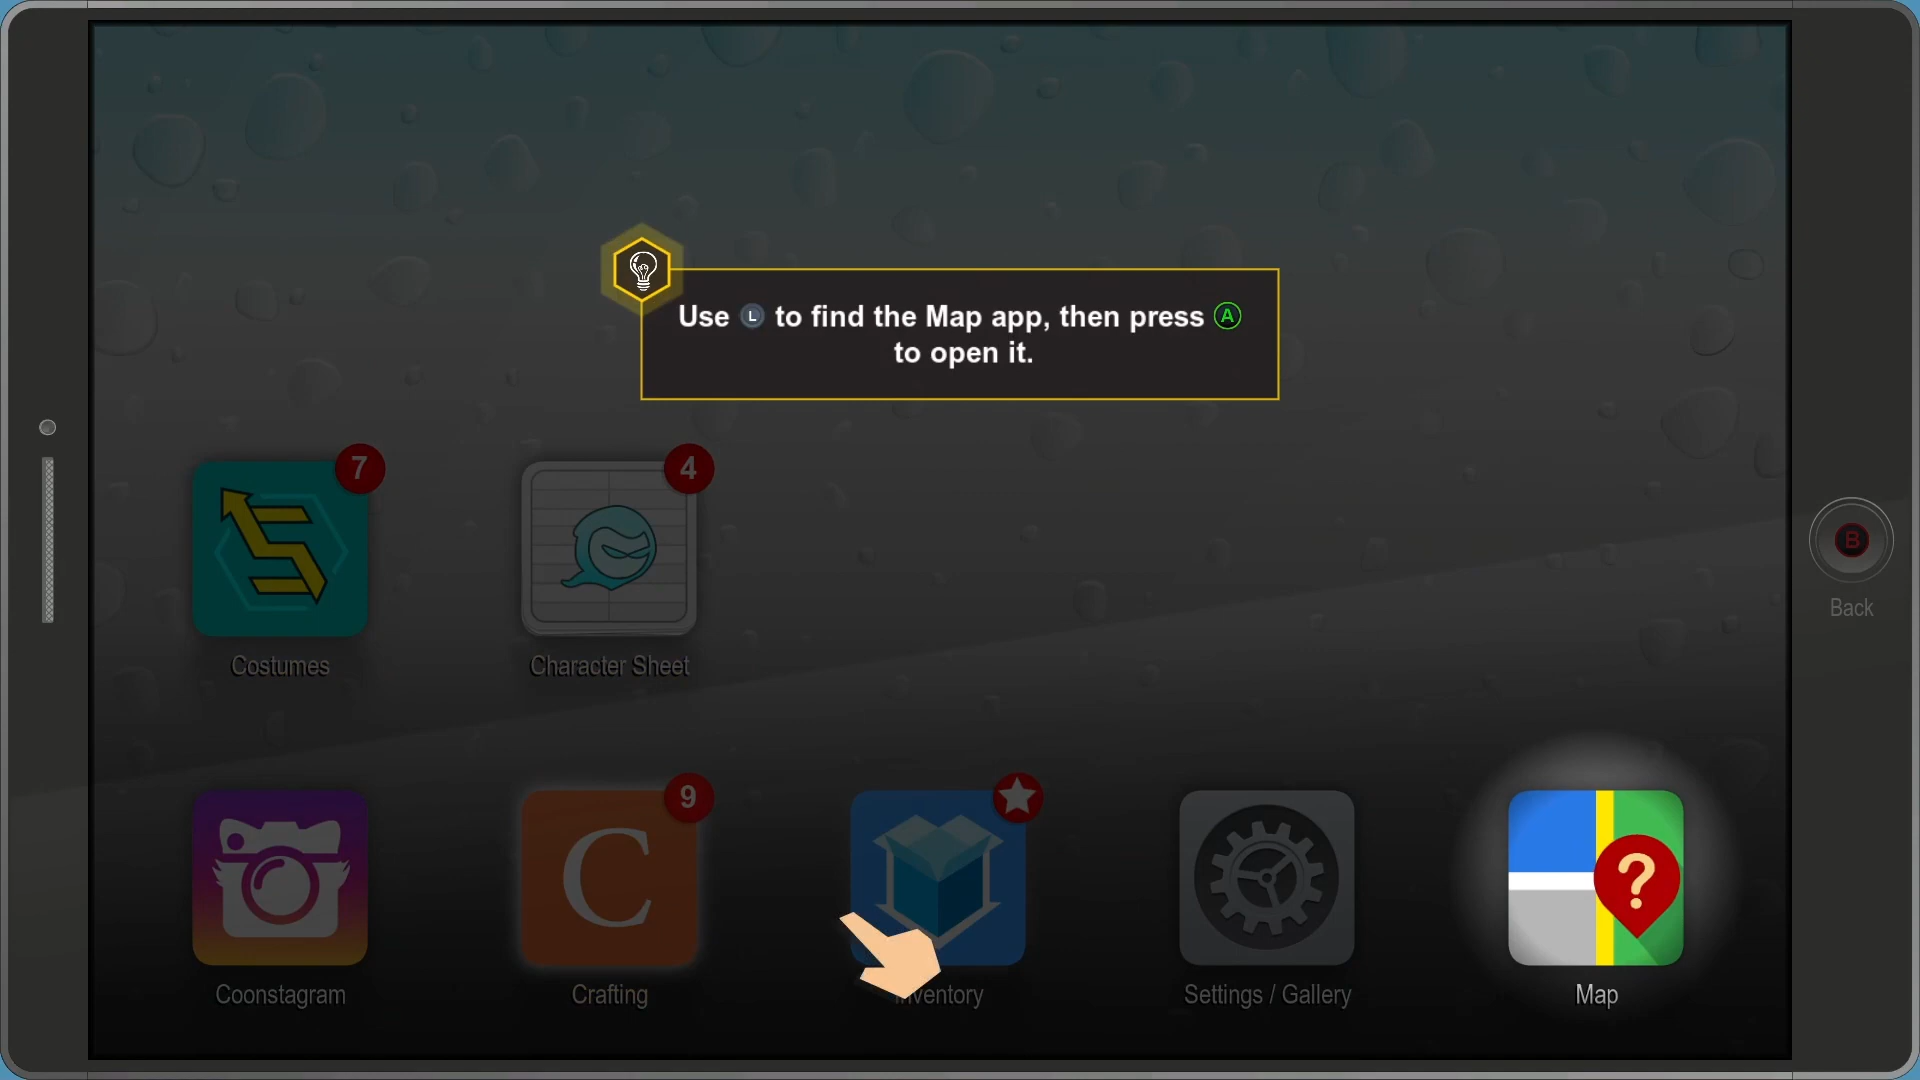 Use L to find the Map app, then press A
to open it.
7
4
B
Back
Costumes
Character Sheet
9
C
?
Coonstagram
Crafting
Inventory
Settings / Gallery
Map